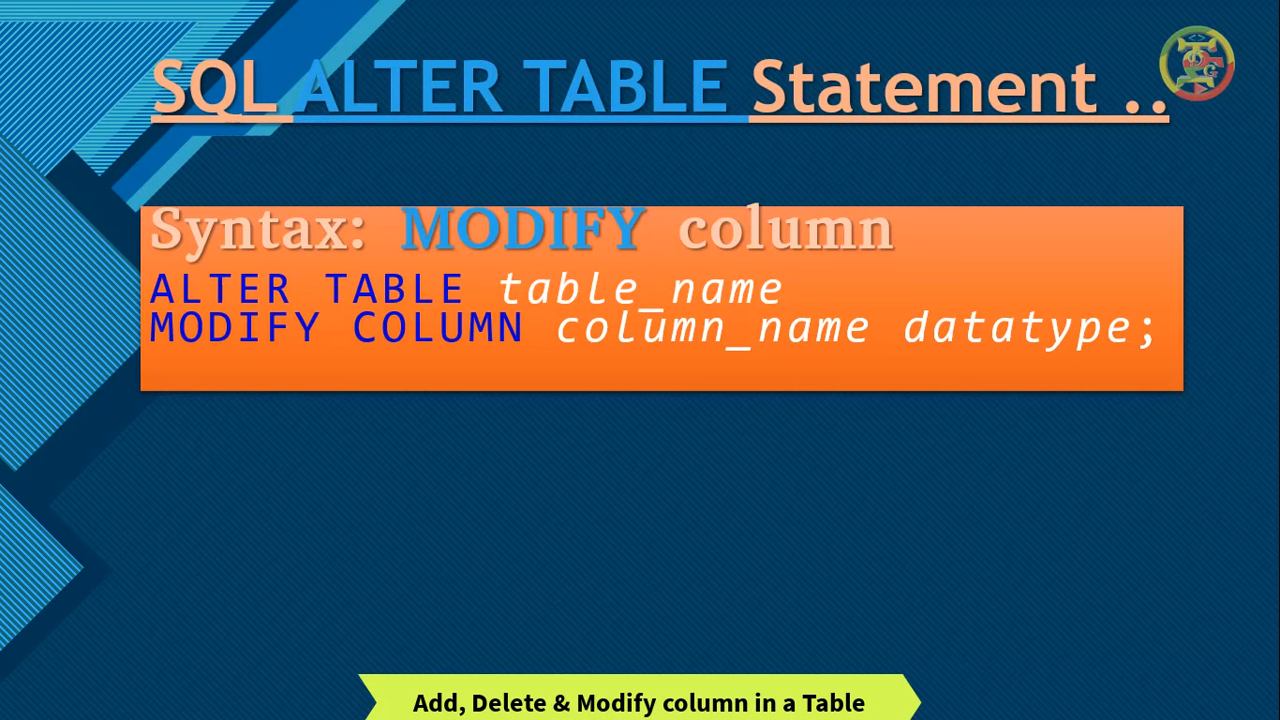 SQL ALTER TABLE Statement ..
Syntax: MODIFY column
ALTER TABLE table_name
MODIFY COLUMN column_name datatype;
Add, Delete & Modify column in a Table